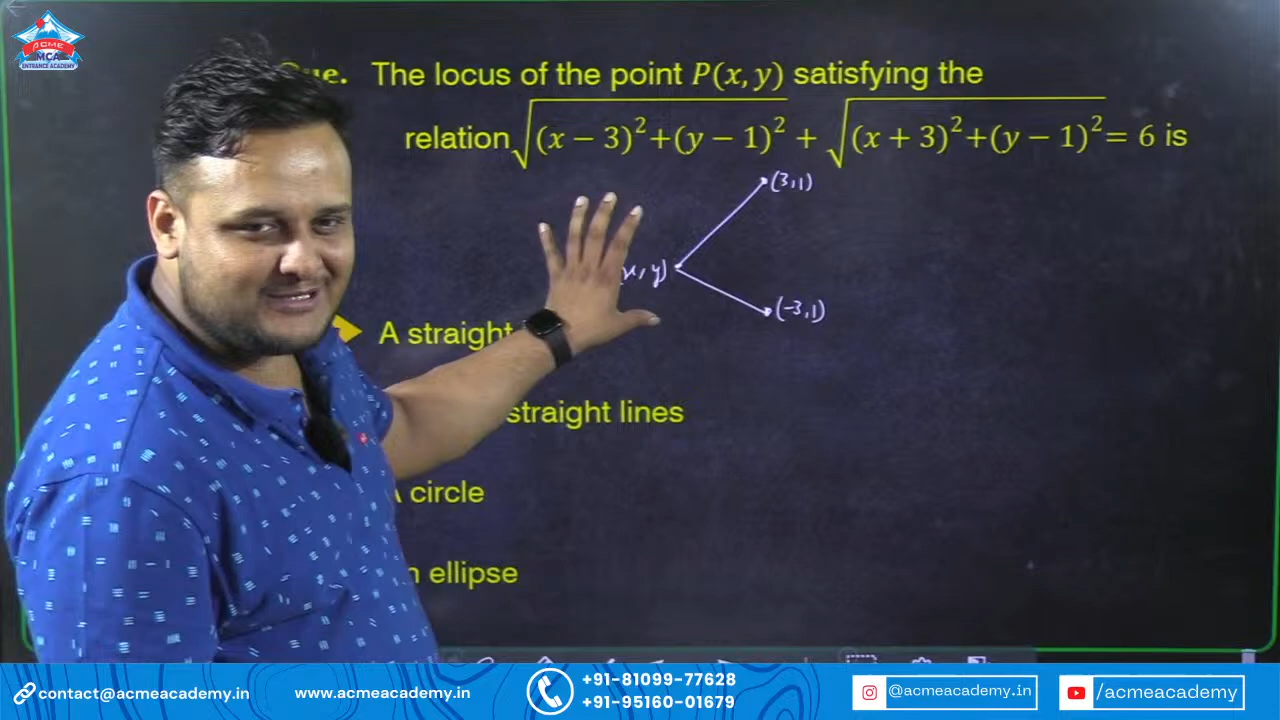 ACME
MCA
ENTRANCE ACADEMY
Que. The locus of the point P(x, y) satisfying the
relation √((x − 3)²+(y − 1)²) + √((x + 3)²+(y − 1)²) = 6 is
(3,1)
x, y)
(-3,1)
A straight
straight lines
A circle
ellipse
contact@acmeacademy.in
www.acmeacademy.in
+91-81099-77628
+91-95160-01679
@acmeacademy.in
/acmeacademy